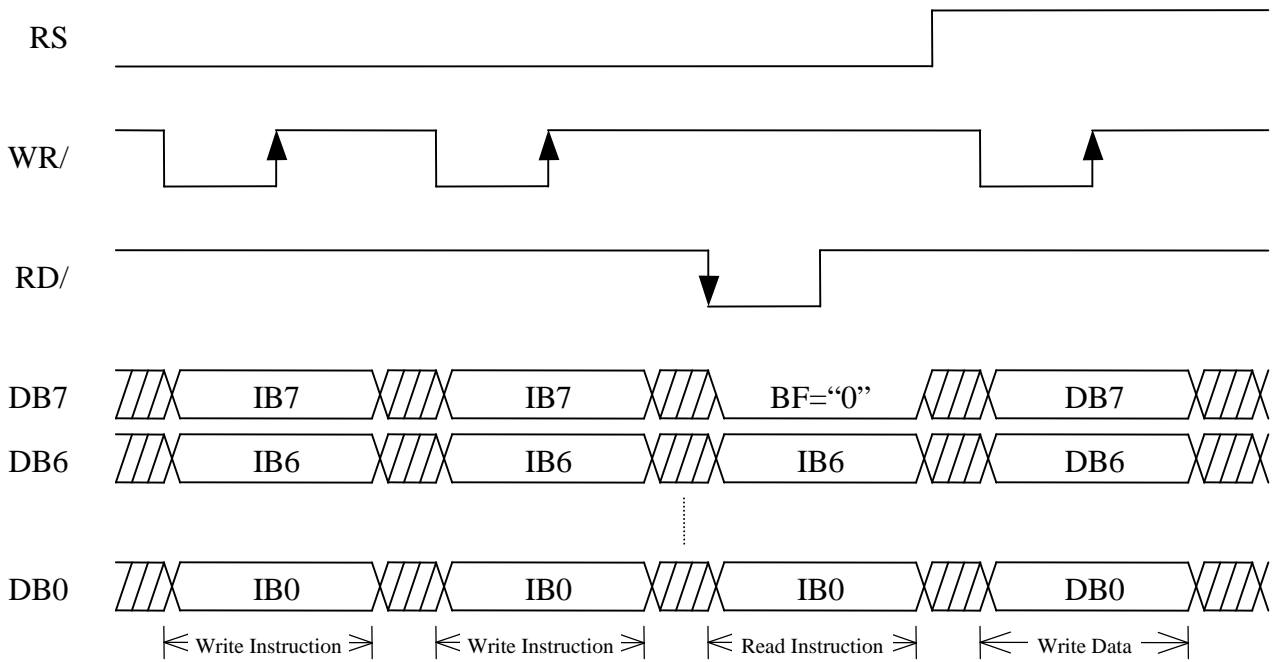 RS
WR/
RD/
DB7 IB7 IB7 BF=“0” DB7
DB6 IB6 IB6 IB6 DB6
DB0 IB0 IB0 IB0 DB0
Write Instruction Write Instruction Read Instruction Write Data